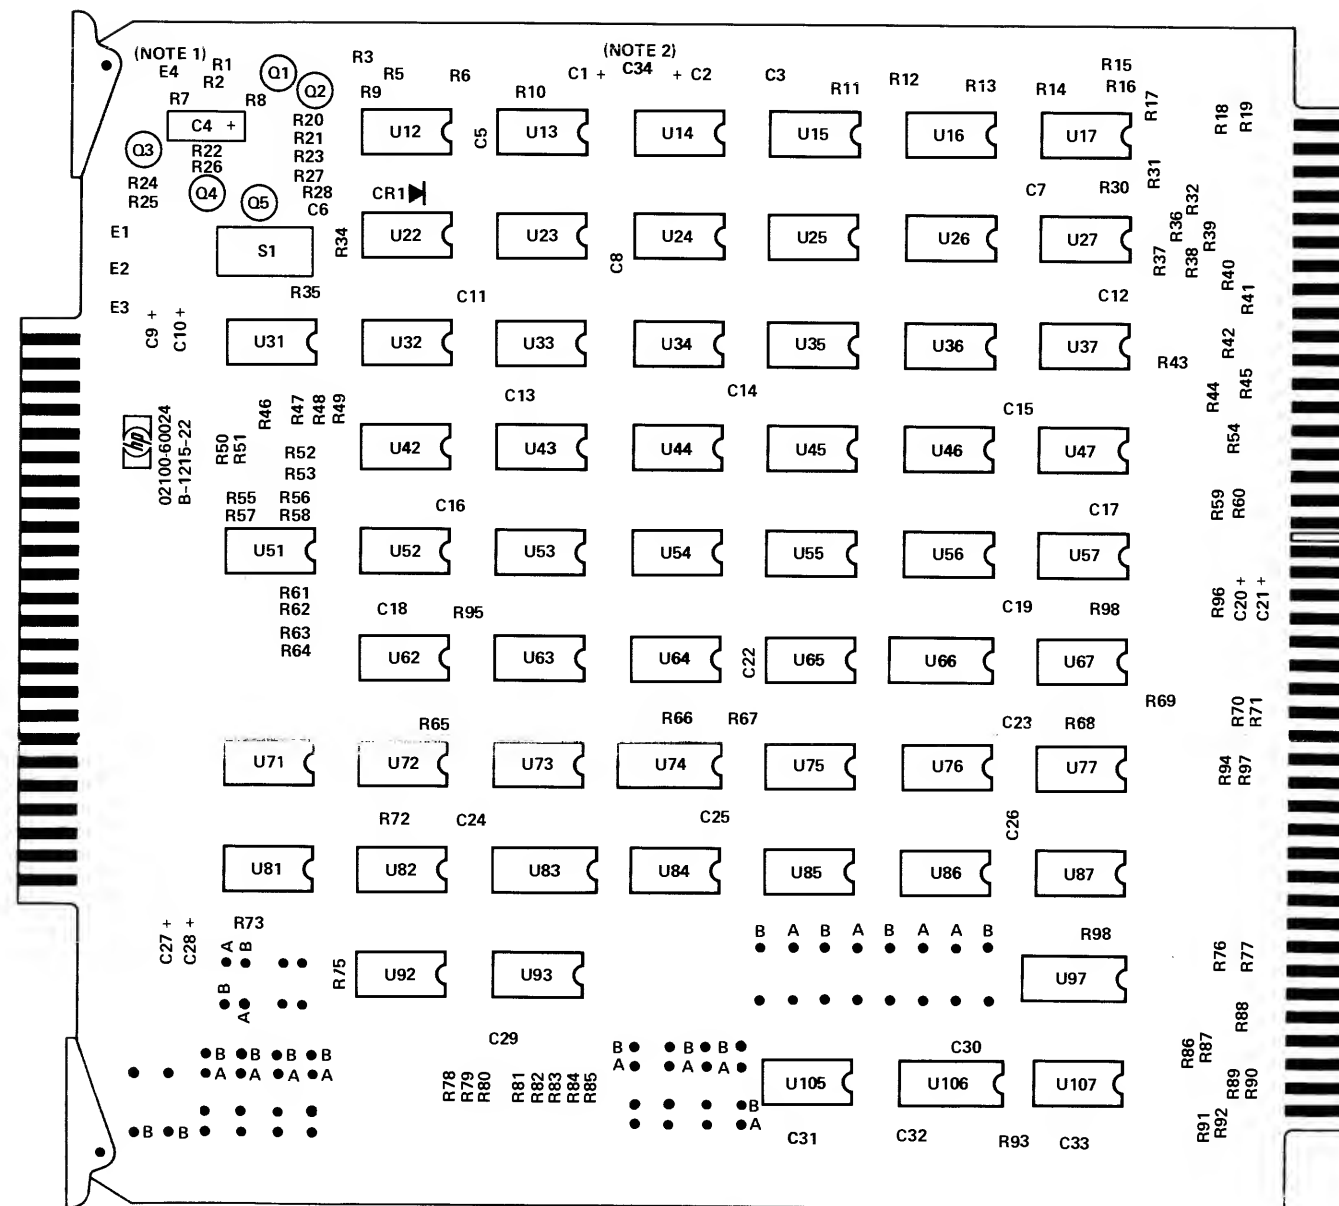 (NOTE 1)
E4
R1
R2
Q1
Q2
R3
R5
R6
R9
R10
C1 +
(NOTE 2)
C34
+ C2
C3
R11
R12
R13
R14
R15
R16
R17
R18
R19
R7
R8
C4 +
R20
R21
R23
R27
R28
C6
U12
C5
U13
U14
U15
U16
U17
Q3
R22
R26
R24
R25
Q4
Q5
CR1
C7
R30
R31
R32
E1
E2
E3
S1
R34
U22
U23
C8
U24
U25
U26
U27
R36
R37
R38
R39
R40
R41
R35
C11
C12
C9 +
C10 +
U31
U32
U33
U34
U35
U36
U37
R43
R42
R44
R45
C13
C14
C15
hp
02100-60024
B-1215-22
R46
R47
R48
R49
R50
R51
R52
R53
U42
U43
U44
U45
U46
U47
R54
R55
R56
R57
R58
C16
C17
R59
R60
U51
U52
U53
U54
U55
U56
U57
R61
R62
R63
R64
C18
R95
C19
R98
R96
C20 +
C21 +
U62
U63
U64
C22
U65
U66
U67
R69
R70
R71
R65
R66
R67
C23
R68
U71
U72
U73
U74
U75
U76
U77
R94
R97
R72
C24
C25
C26
U81
U82
U83
U84
U85
U86
U87
C27 +
C28 +
R73
A
B
B
A
R75
U92
U93
B A B A B A A B
R98
U97
R76
R77
C29
B B B B
A A A A
B B
R78
R79
R80
R81
R82
R83
R84
R85
B B B
A A A
B
A
U105
C30
U106
U107
R86
R87
R88
R89
R90
R91
R92
C31
C32
R93
C33